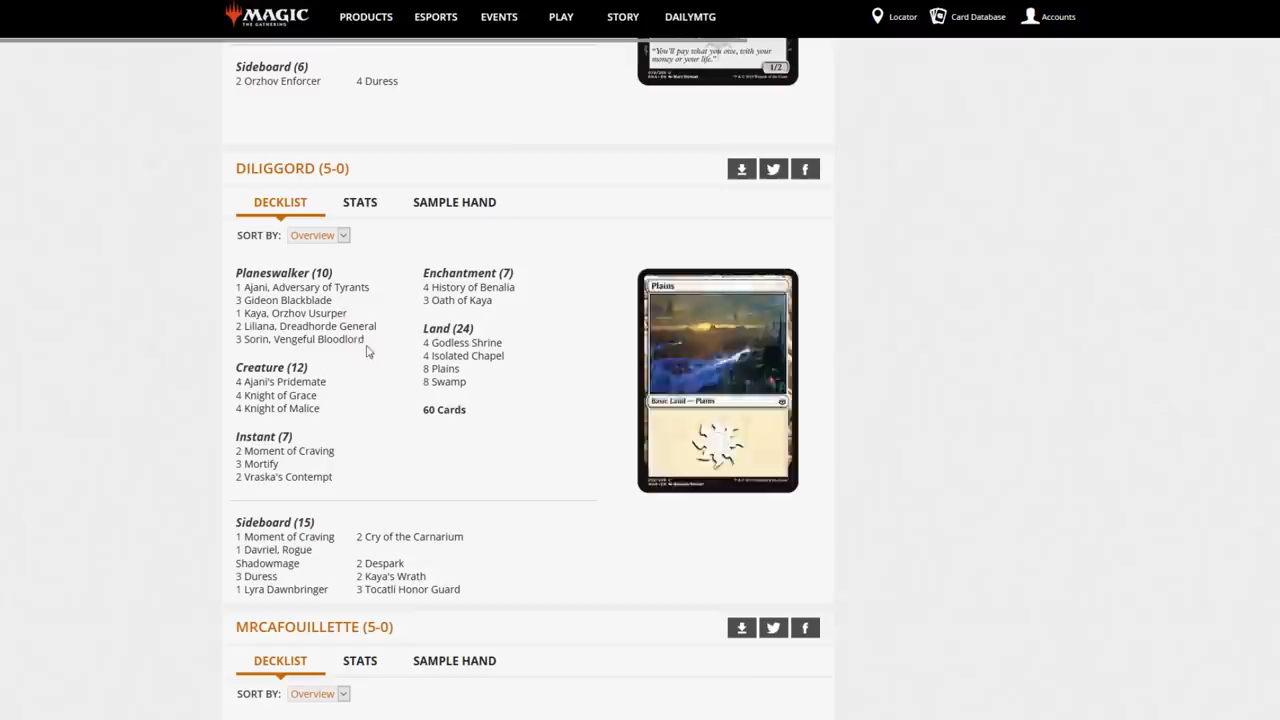 MAGIC
THE GATHERING
PRODUCTS
ESPORTS
EVENTS
PLAY
STORY
DAILYMTG
Locator
Card Database
Accounts
"You'll pay what you owe, with your
money or your life."
1/2
Sideboard (6)
2 Orzhov Enforcer
4 Duress
DILIGGORD (5-0)
DECKLIST
STATS
SAMPLE HAND
SORT BY:
Overview
Planeswalker (10)
1 Ajani, Adversary of Tyrants
3 Gideon Blackblade
1 Kaya, Orzhov Usurper
2 Liliana, Dreadhorde General
3 Sorin, Vengeful Bloodlord
Creature (12)
4 Ajani's Pridemate
4 Knight of Grace
4 Knight of Malice
Instant (7)
2 Moment of Craving
3 Mortify
2 Vraska's Contempt
Enchantment (7)
4 History of Benalia
3 Oath of Kaya
Land (24)
4 Godless Shrine
4 Isolated Chapel
8 Plains
8 Swamp
60 Cards
Plains
Basic Land — Plains
Sideboard (15)
1 Moment of Craving
1 Davriel, Rogue
Shadowmage
3 Duress
1 Lyra Dawnbringer
2 Cry of the Carnarium
2 Despark
2 Kaya's Wrath
3 Tocatli Honor Guard
MRCAFOUILLETTE (5-0)
DECKLIST
STATS
SAMPLE HAND
SORT BY:
Overview